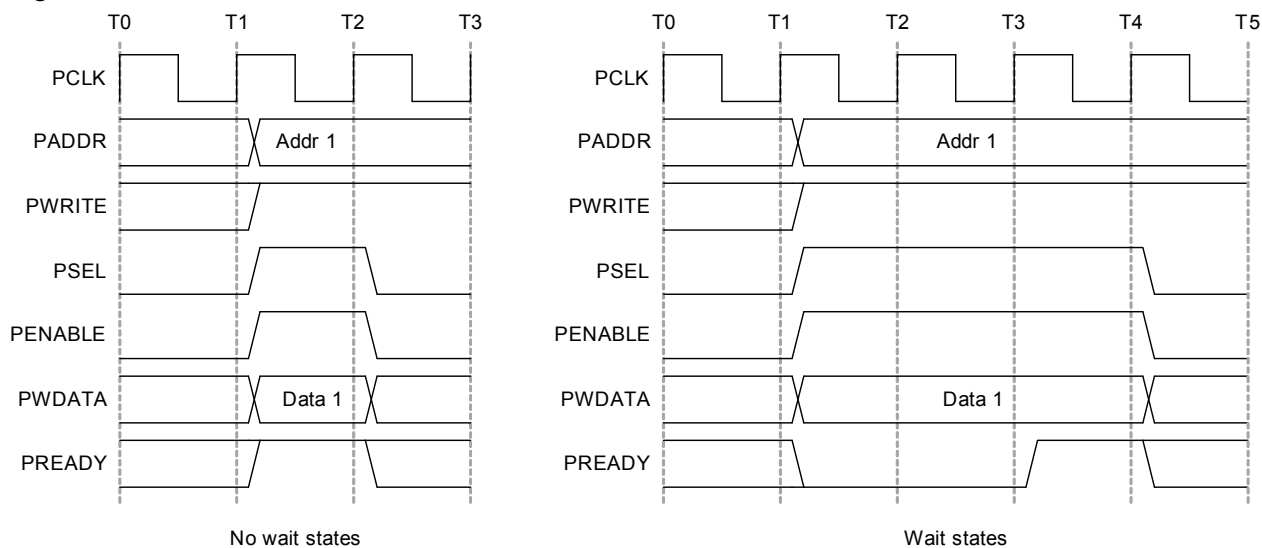 T0 T1 T2 T3
PCLK
PADDR Addr 1
PWRITE
PSEL
PENABLE
PWDATA Data 1
PREADY
No wait states
T0 T1 T2 T3 T4 T5
PCLK
PADDR Addr 1
PWRITE
PSEL
PENABLE
PWDATA Data 1
PREADY
Wait states